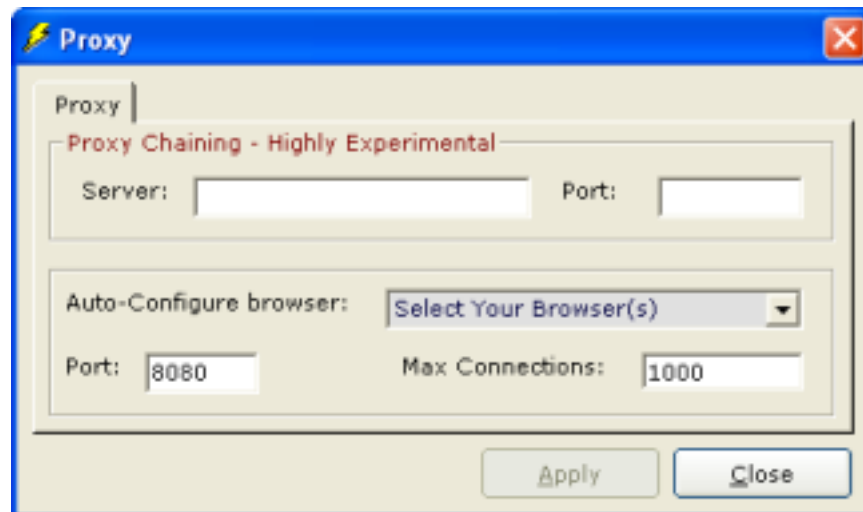 Proxy
Proxy
Proxy Chaining - Highly Experimental
Server: Port:
Auto-Configure browser: Select Your Browser(s)
Port: 8080 Max Connections: 1000
Apply Close